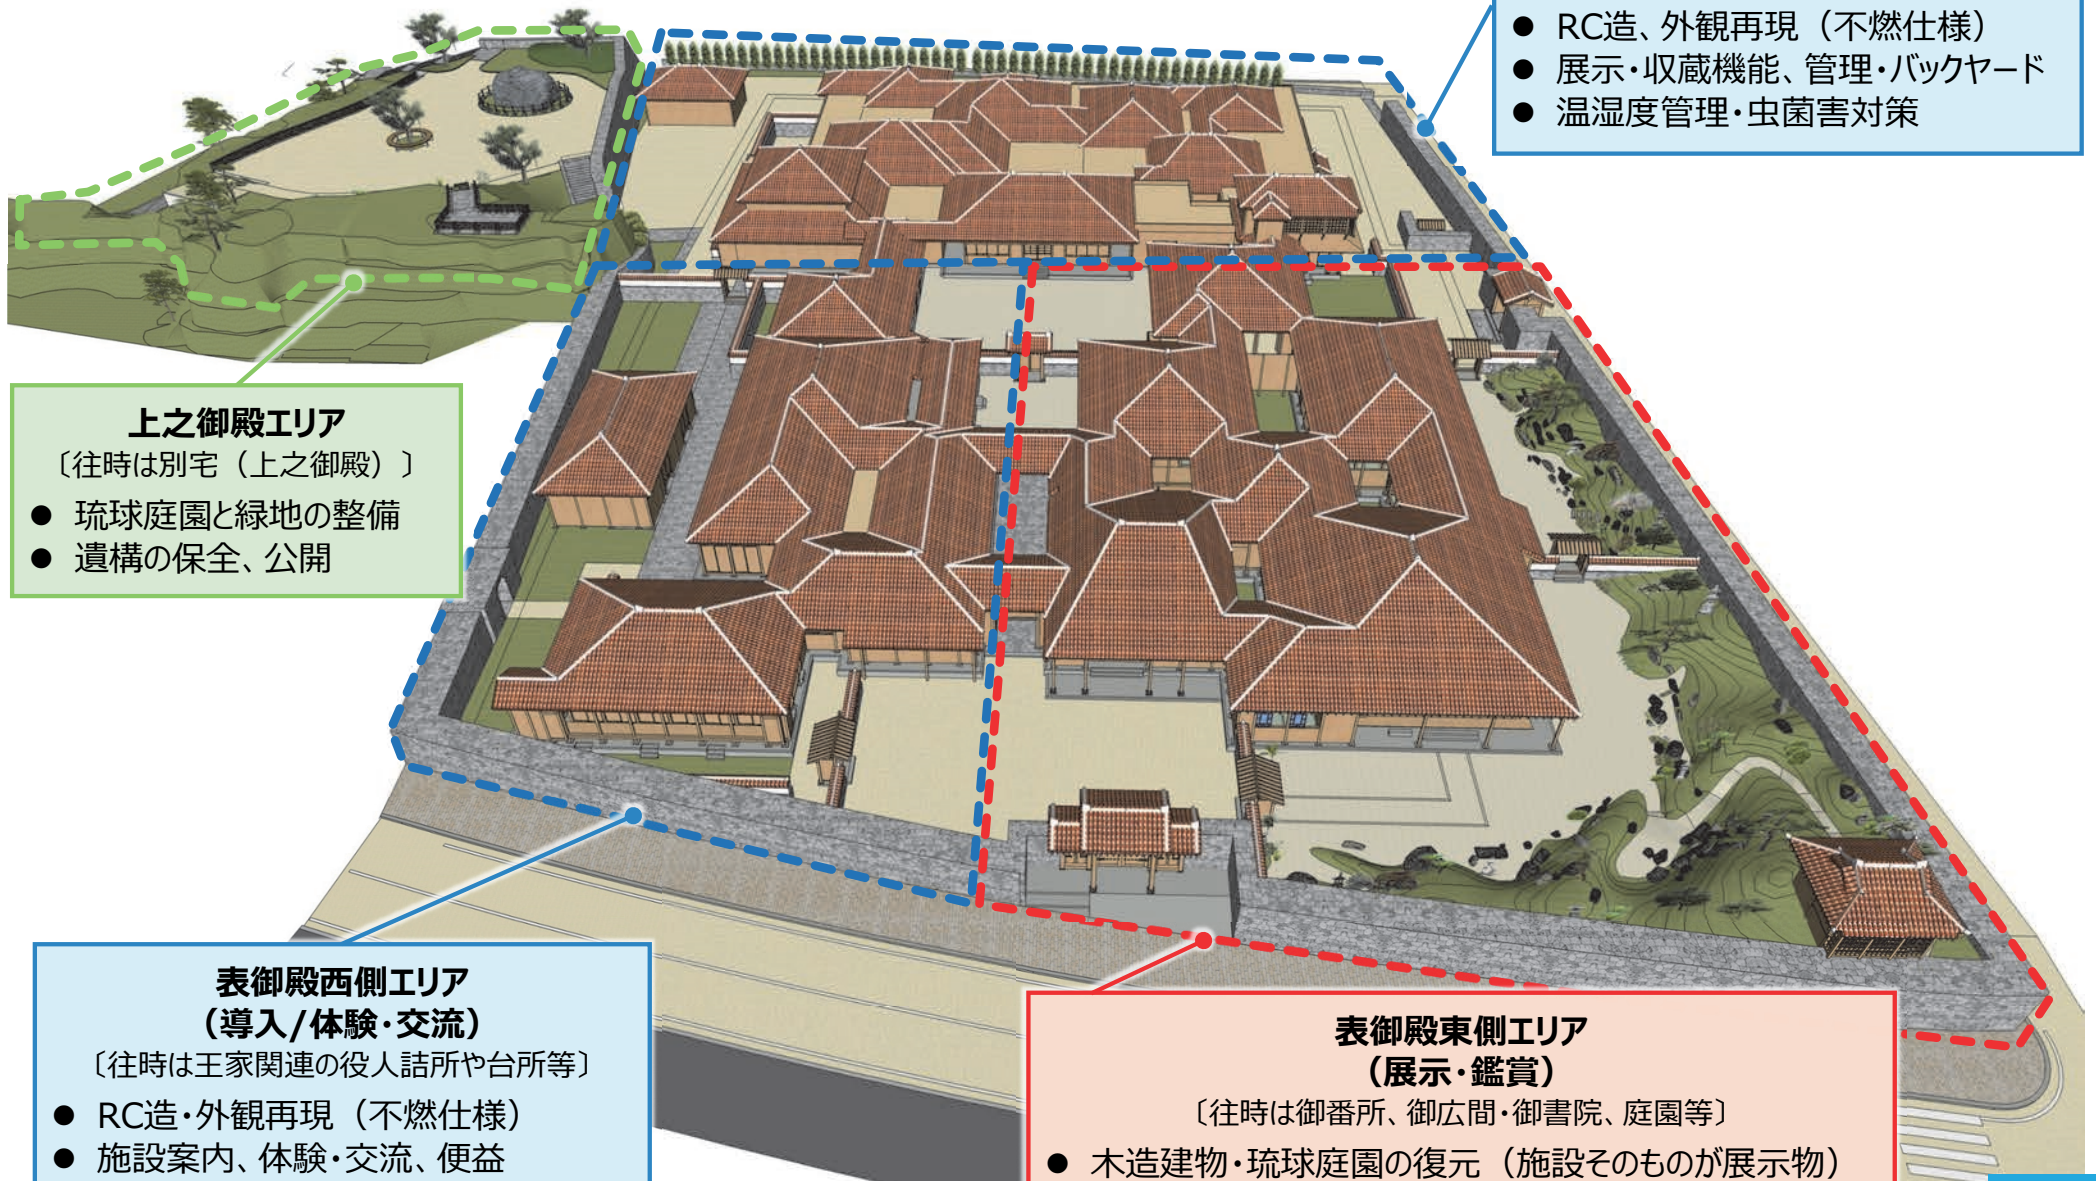 ● RC造、外観再現（不燃仕様）
● 展示・収蔵機能、管理・バックヤード
● 温湿度管理・虫菌害対策
上之御殿エリア
〔往時は別宅（上之御殿）〕
● 琉球庭園と緑地の整備
● 遺構の保全、公開
表御殿西側エリア
（導入/体験・交流）
〔往時は王家関連の役人詰所や台所等〕
● RC造・外観再現（不燃仕様）
● 施設案内、体験・交流、便益
表御殿東側エリア
（展示・鑑賞）
〔往時は御番所、御広間・御書院、庭園等〕
● 木造建物・琉球庭園の復元（施設そのものが展示物）